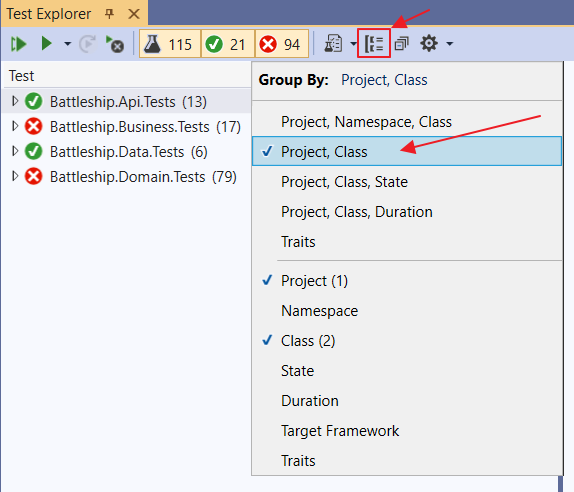 Test Explorer
115 21 94
Test
Battleship.Api.Tests (13)
Battleship.Business.Tests (17)
Battleship.Data.Tests (6)
Battleship.Domain.Tests (79)
Group By: Project, Class
Project, Namespace, Class
Project, Class
Project, Class, State
Project, Class, Duration
Traits
Project (1)
Namespace
Class (2)
State
Duration
Target Framework
Traits